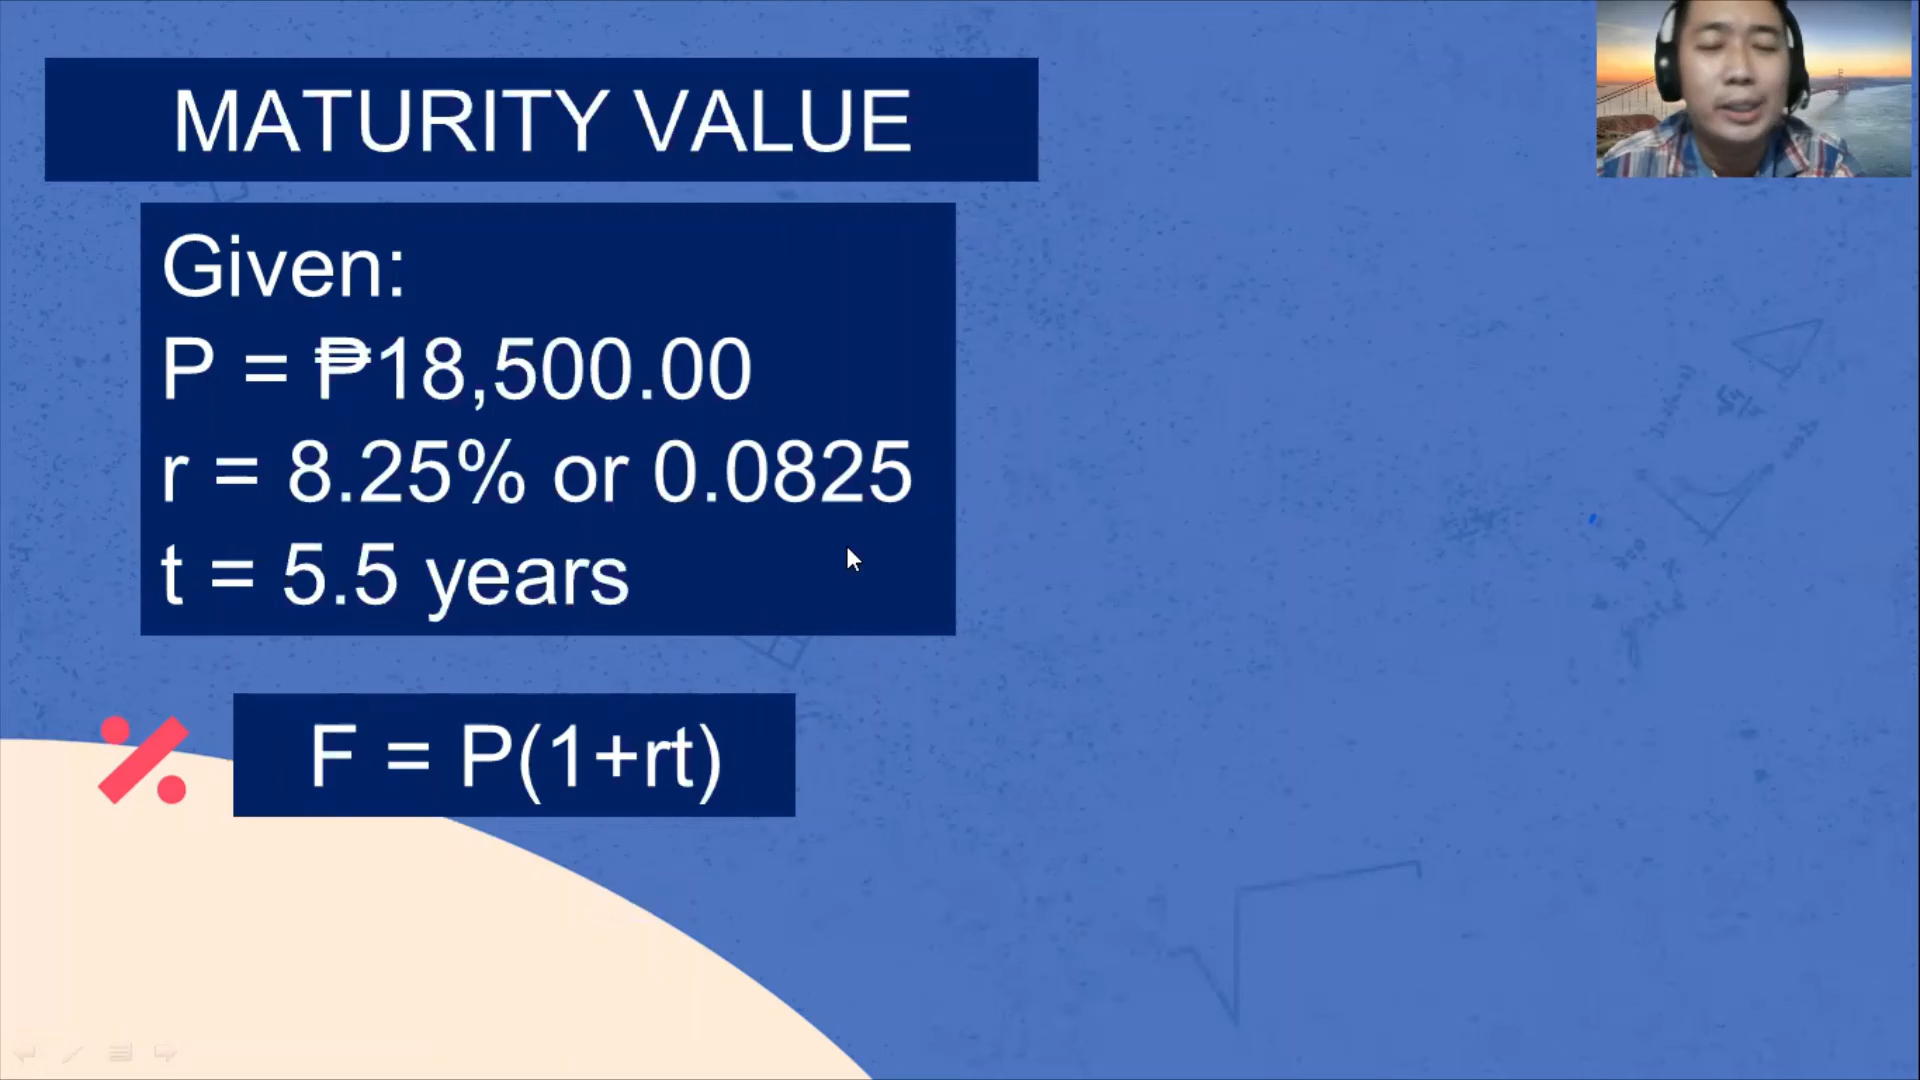 MATURITY VALUE
Given:
P = ₱18,500.00
r = 8.25% or 0.0825
t = 5.5 years
F = P(1+rt)